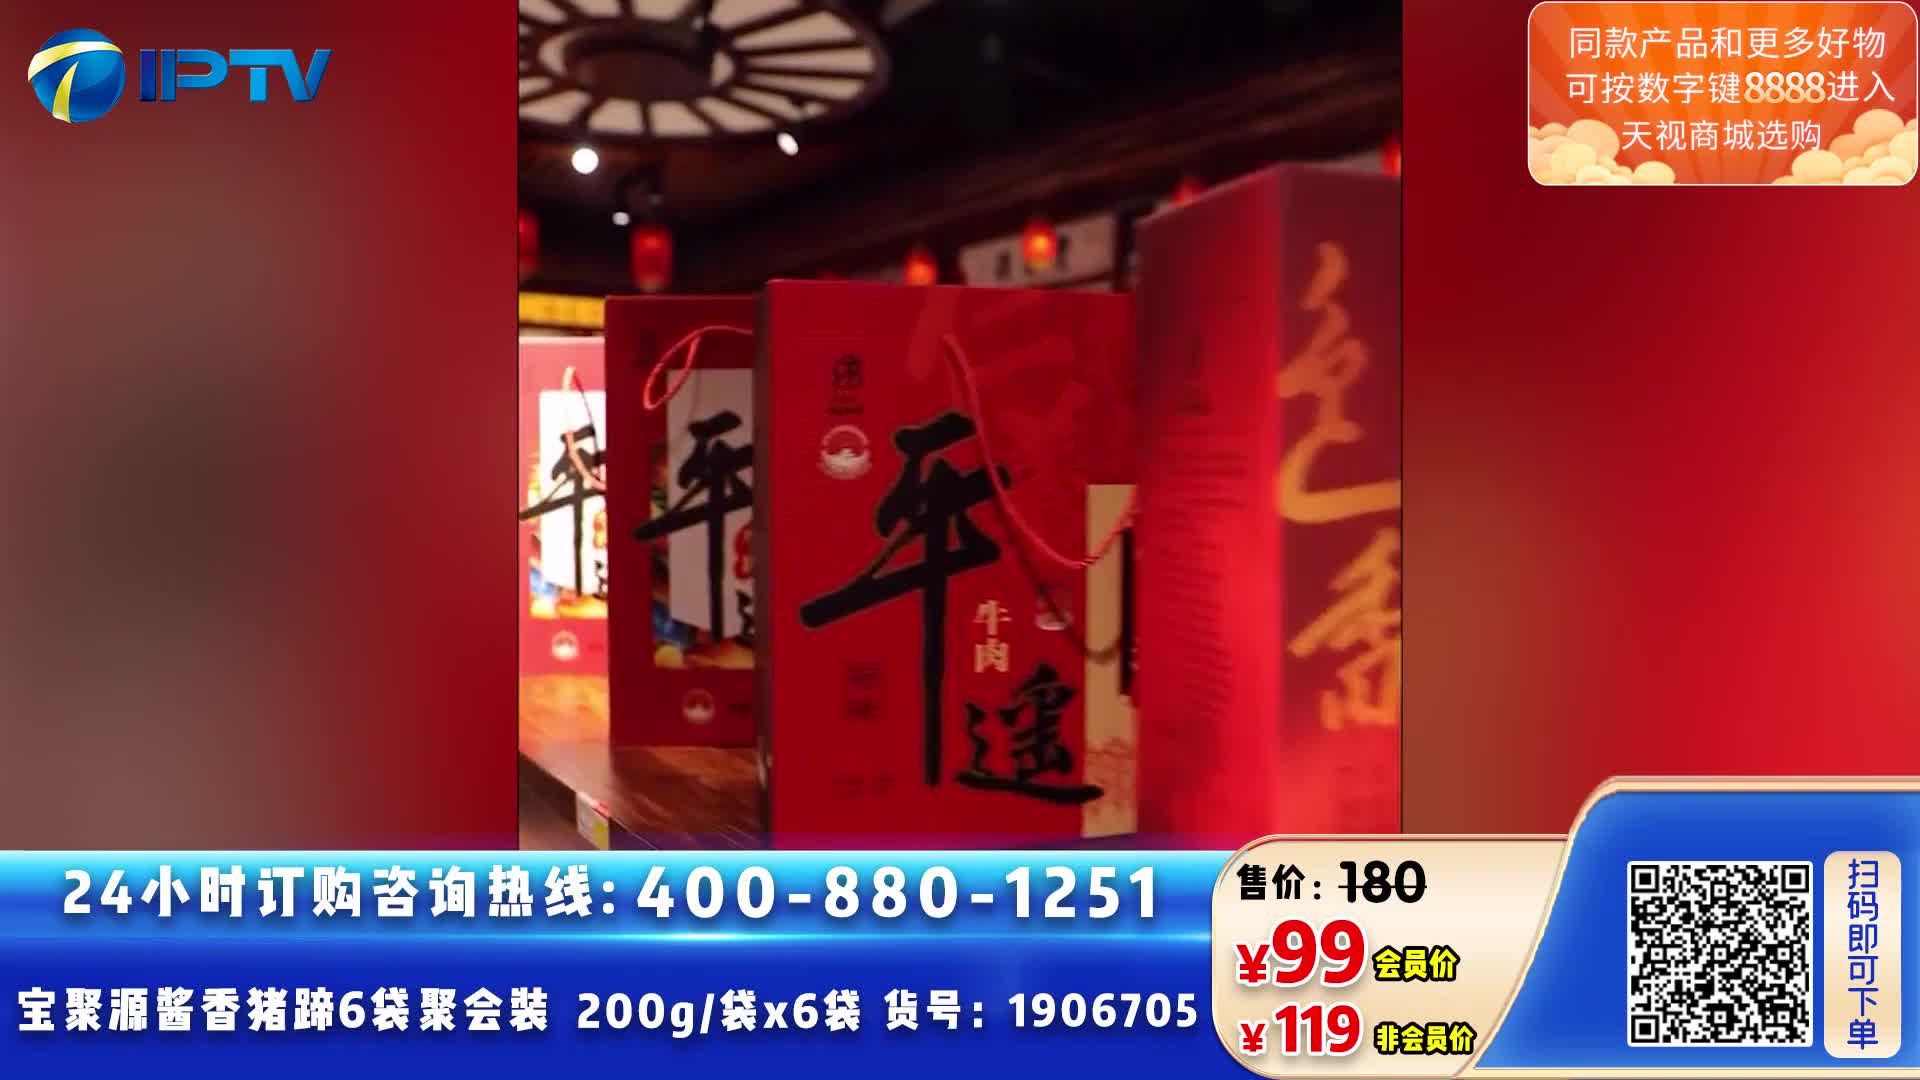 IPTV
同款产品和更多好物
可按数字键8888进入
天视商城选购
色香
平
平
平遥
牛肉
24小时订购咨询热线:400-880-1251
宝聚源酱香猪蹄6袋聚会装 200g/袋x6袋 货号：1906705
售价：180
¥99 会员价
¥119 非会员价
扫码即可下单